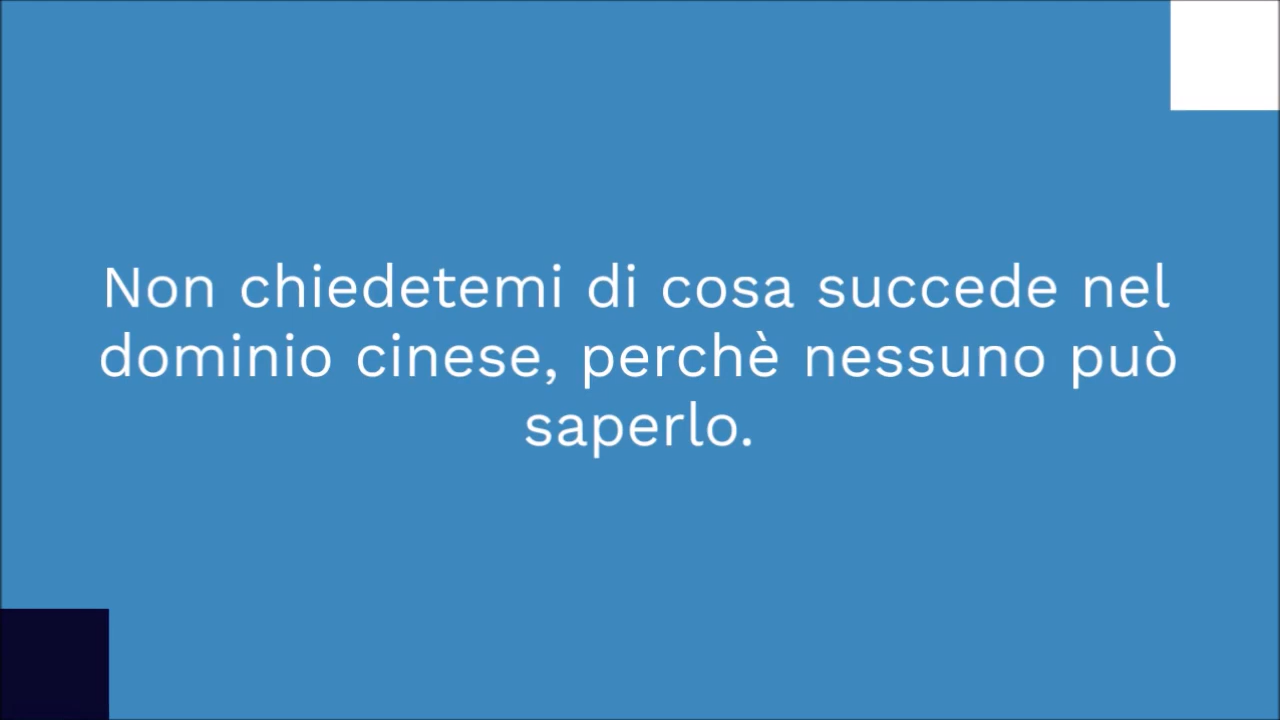 Non chiedetemi di cosa succede nel
dominio cinese, perchè nessuno può
saperlo.